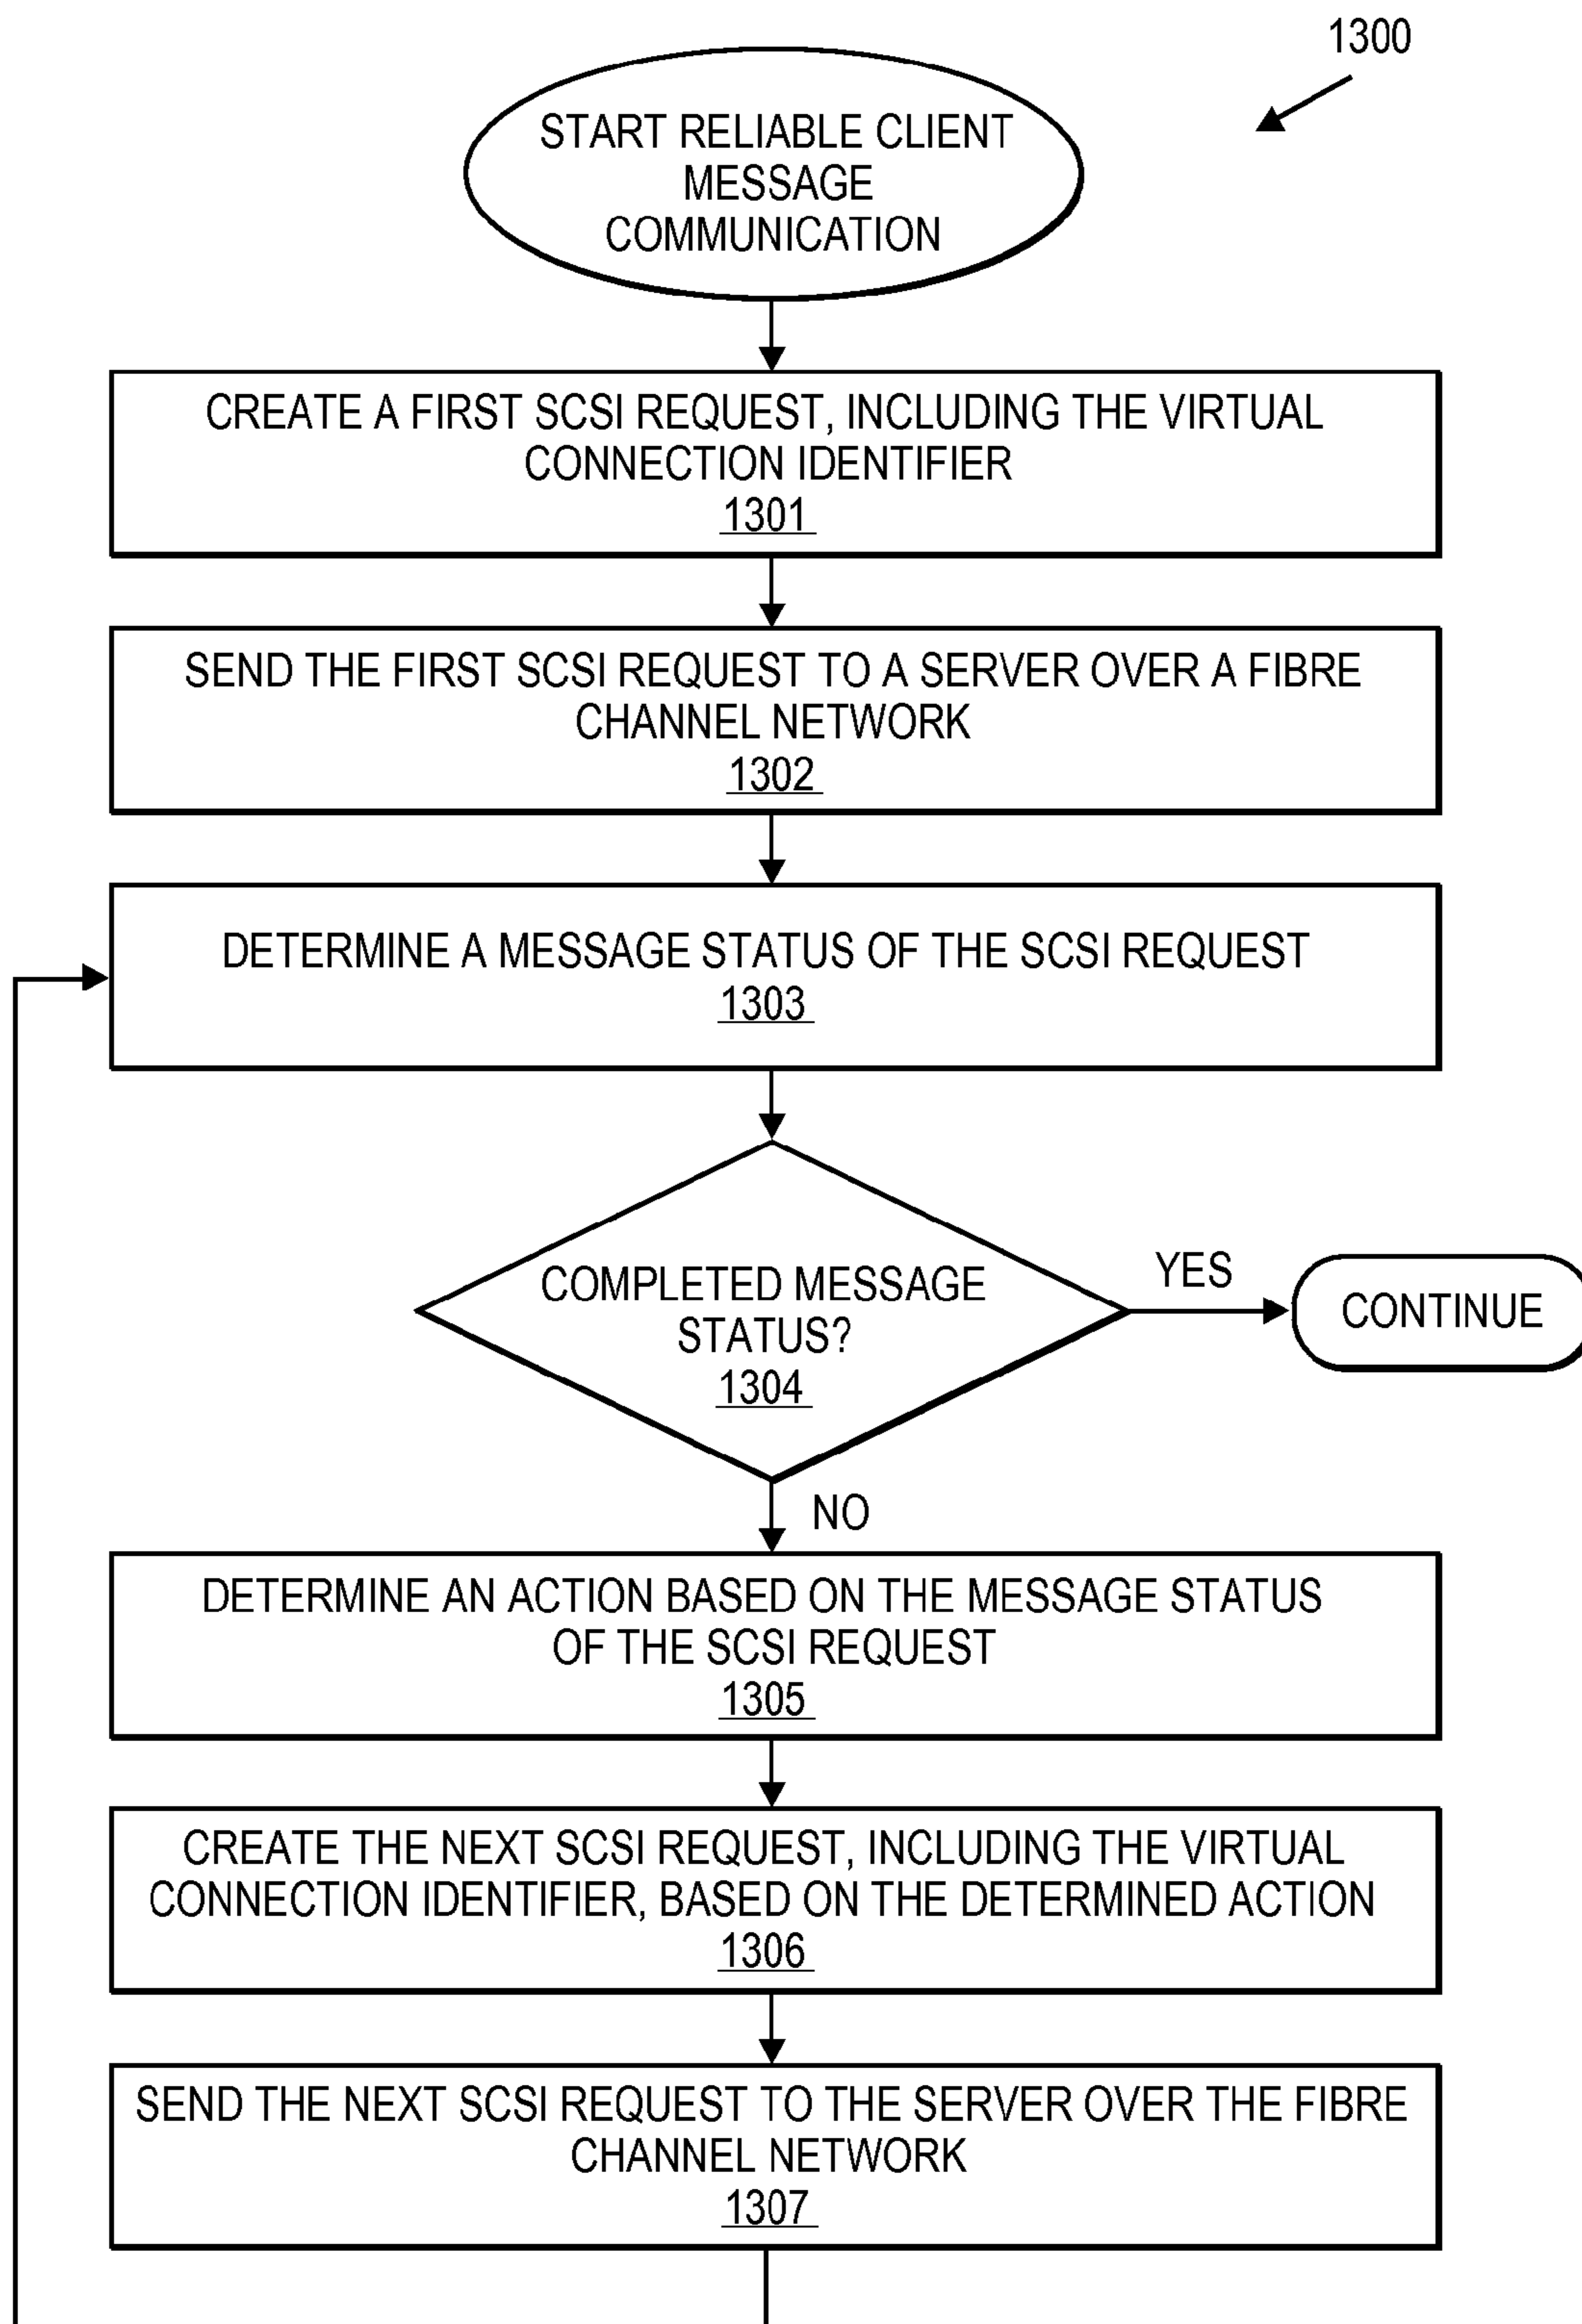 1300
START RELIABLE CLIENT
MESSAGE
COMMUNICATION
CREATE A FIRST SCSI REQUEST, INCLUDING THE VIRTUAL
CONNECTION IDENTIFIER
1301
SEND THE FIRST SCSI REQUEST TO A SERVER OVER A FIBRE
CHANNEL NETWORK
1302
DETERMINE A MESSAGE STATUS OF THE SCSI REQUEST
1303
COMPLETED MESSAGE
STATUS?
1304
YES
CONTINUE
NO
DETERMINE AN ACTION BASED ON THE MESSAGE STATUS
OF THE SCSI REQUEST
1305
CREATE THE NEXT SCSI REQUEST, INCLUDING THE VIRTUAL
CONNECTION IDENTIFIER, BASED ON THE DETERMINED ACTION
1306
SEND THE NEXT SCSI REQUEST TO THE SERVER OVER THE FIBRE
CHANNEL NETWORK
1307